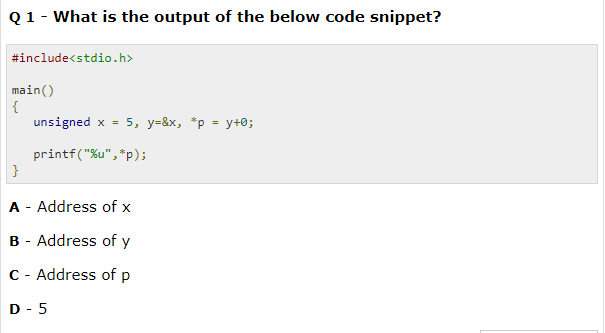 Q 1 - What is the output of the below code snippet?
#include<stdio.h>
main()
{
unsigned x = 5, y=&x, *p = y+0;
printf("%u",*p);
}
A - Address of x
B - Address of y
C - Address of p
D - 5